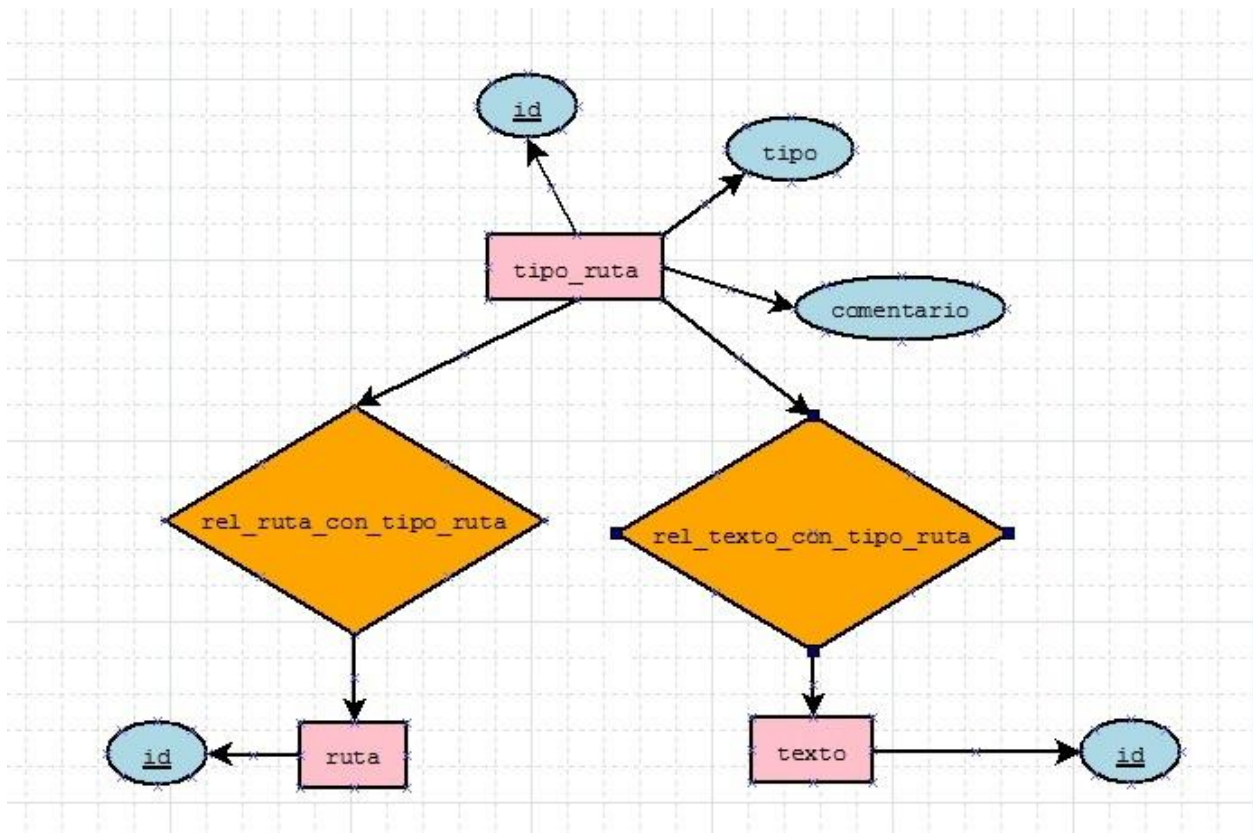 id
tipo
tipo_ruta
comentario
rel_ruta_con_tipo_ruta
rel_texto_con_tipo_ruta
id
ruta
texto
id